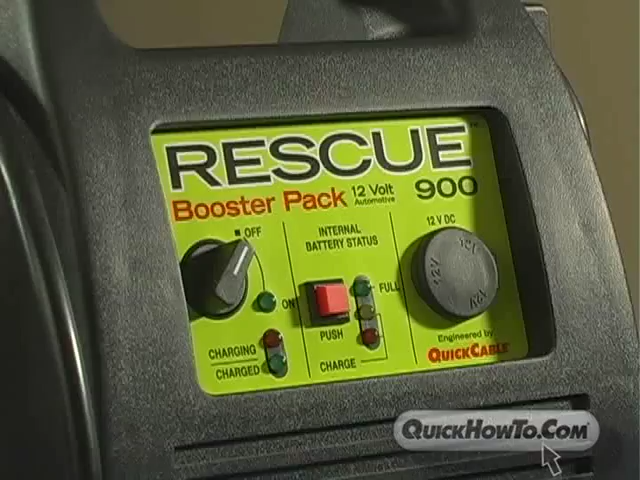 RESCUE™
Booster Pack 12 Volt Automotive 900
OFF
ON
CHARGING
CHARGED
INTERNAL
BATTERY STATUS
FULL
PUSH
CHARGE
12 V DC
12V
12V
12V
Engineered by
QUICKCABLE
QUICKHOWTO.COM